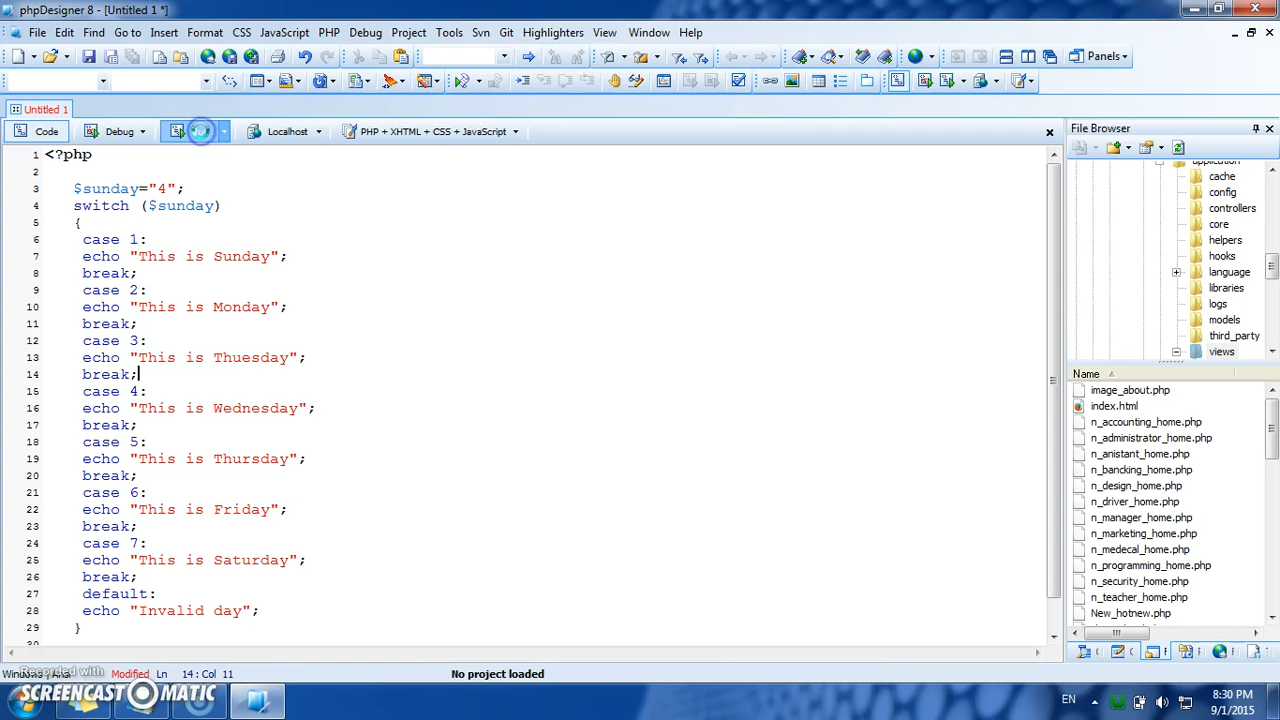 phpDesigner 8 - [Untitled 1 *]
File Edit Find Go to Insert Format CSS JavaScript PHP Debug Project Tools Svn Git Highlighters View Window Help
Panels
Untitled 1
Code Debug Localhost PHP + XHTML + CSS + JavaScript
1 <?php
2
3 $sunday="4";
4 switch ($sunday)
5 {
6 case 1:
7 echo "This is Sunday";
8 break;
9 case 2:
10 echo "This is Monday";
11 break;
12 case 3:
13 echo "This is Thuesday";
14 break;
15 case 4:
16 echo "This is Wednesday";
17 break;
18 case 5:
19 echo "This is Thursday";
20 break;
21 case 6:
22 echo "This is Friday";
23 break;
24 case 7:
25 echo "This is Saturday";
26 break;
27 default:
28 echo "Invalid day";
29 }
30
File Browser
application
cache
config
controllers
core
helpers
hooks
language
libraries
logs
models
third_party
views
Name
image_about.php
index.html
n_accounting_home.php
n_administrator_home.php
n_anistant_home.php
n_bancking_home.php
n_design_home.php
n_driver_home.php
n_manager_home.php
n_marketing_home.php
n_medecal_home.php
n_programming_home.php
n_security_home.php
n_teacher_home.php
New_hotnew.php
Recorded with
Modified Ln 14: Col 11 No project loaded
SCREENCAST-O-MATIC
EN
8:30 PM
9/1/2015